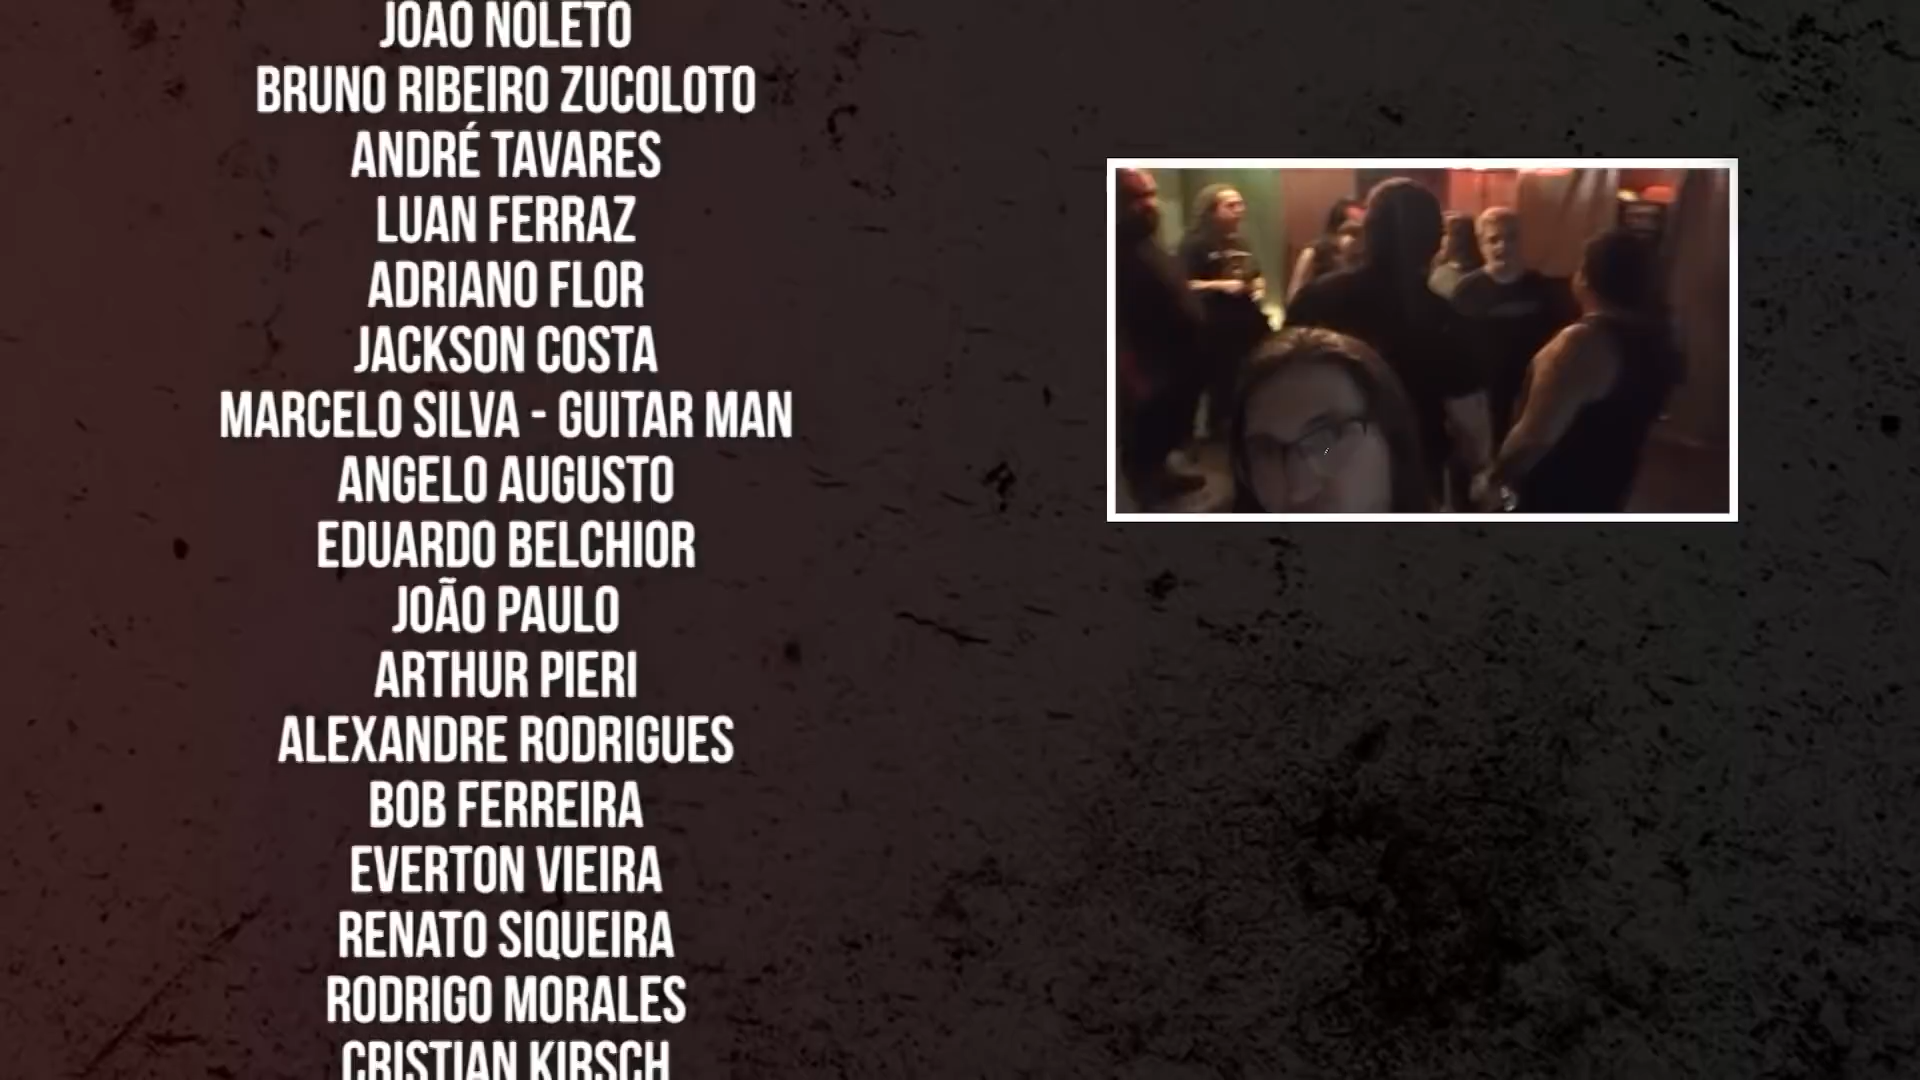 JOÃO NOLETO
BRUNO RIBEIRO ZUCOLOTO
ANDRÉ TAVARES
LUAN FERRAZ
ADRIANO FLOR
JACKSON COSTA
MARCELO SILVA - GUITAR MAN
ANGELO AUGUSTO
EDUARDO BELCHIOR
JOÃO PAULO
ARTHUR PIERI
ALEXANDRE RODRIGUES
BOB FERREIRA
EVERTON VIEIRA
RENATO SIQUEIRA
RODRIGO MORALES
CRISTIAN KIRSCH